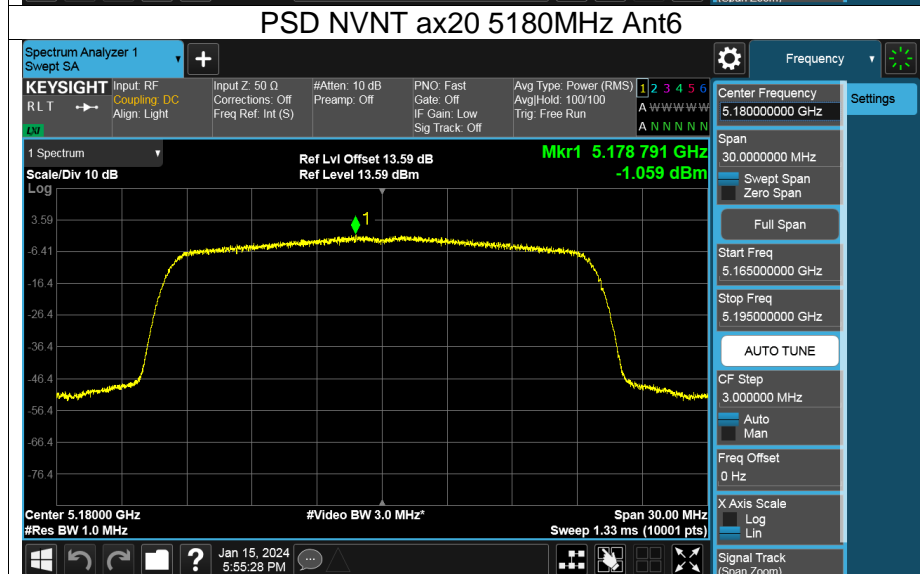 (Span Zoom)
PSD NVNT ax20 5180MHz Ant6
Spectrum Analyzer 1
Swept SA
+
Frequency
KEYSIGHT
RLT
LXI
Input: RF
Coupling: DC
Align: Light
Input Z: 50 Ω
Corrections: Off
Freq Ref: Int (S)
#Atten: 10 dB
Preamp: Off
PNO: Fast
Gate: Off
IF Gain: Low
Sig Track: Off
Avg Type: Power (RMS)
Avg|Hold: 100/100
Trig: Free Run
1 2 3 4 5 6
A W W W W W
A N N N N N
Center Frequency
5.180000000 GHz
Settings
1 Spectrum
Scale/Div 10 dB
Log
Ref Lvl Offset 13.59 dB
Ref Level 13.59 dBm
Mkr1 5.178 791 GHz
-1.059 dBm
Span
30.0000000 MHz
Swept Span
Zero Span
Full Span
Start Freq
5.165000000 GHz
Stop Freq
5.195000000 GHz
AUTO TUNE
CF Step
3.000000 MHz
Auto
Man
Freq Offset
0 Hz
X Axis Scale
Log
Lin
Signal Track
(Span Zoom)
1
3.59
-6.41
-16.4
-26.4
-36.4
-46.4
-56.4
-66.4
-76.4
Center 5.18000 GHz
#Res BW 1.0 MHz
#Video BW 3.0 MHz*
Span 30.00 MHz
Sweep 1.33 ms (10001 pts)
?
Jan 15, 2024
5:55:28 PM